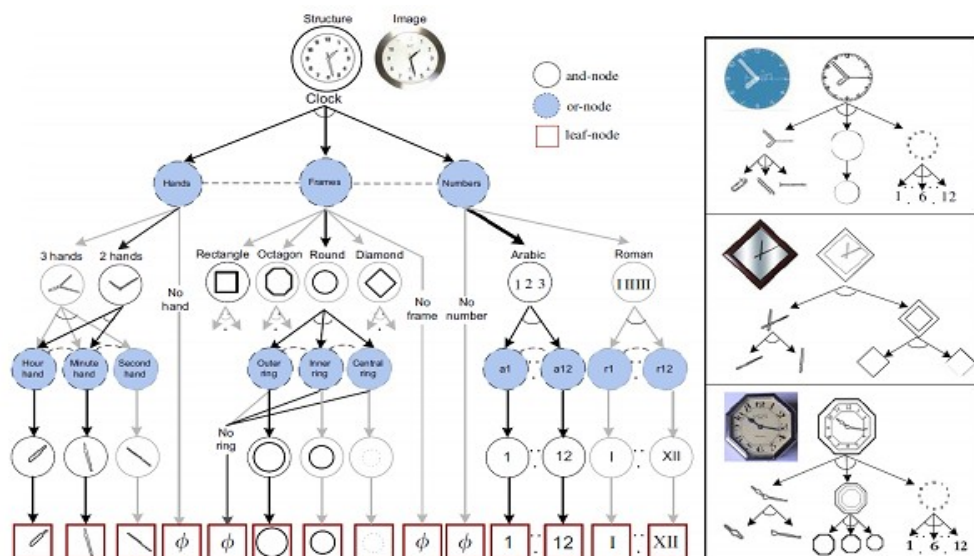 Structure Image
Clock
and-node
or-node
leaf-node
Hands Frames Numbers
3 hands 2 hands
No hand
Rectangle Octagon Round Diamond
No frame
No number
Arabic Roman
1 2 3
I II III
Hour hand
Minute hand
Second hand
Outer ring
Inner ring
Central ring
a1 a12 r1 r12
No ring
1 12 I XII
ϕ ϕ ϕ ϕ
1 12 I XII
1 6 12
1 6 12